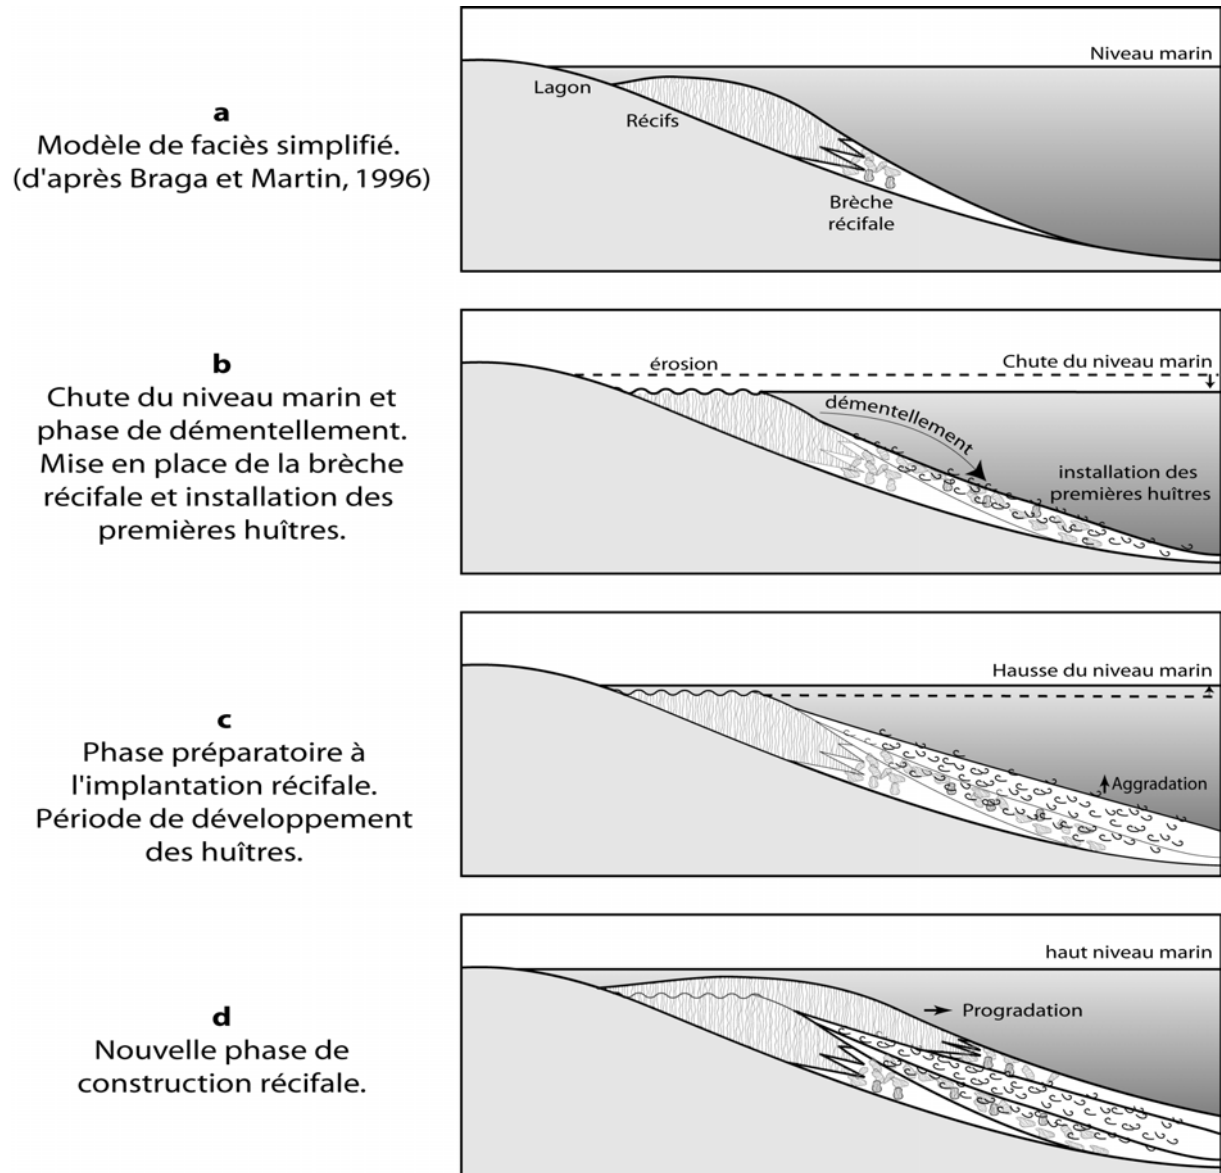 a
Modèle de faciès simplifié.
(d'après Braga et Martin, 1996)
Niveau marin
Lagon
Récifs
Brèche
récifale
b
Chute du niveau marin et
phase de démentellement.
Mise en place de la brèche
récifale et installation des
premières huîtres.
érosion
Chute du niveau marin
démentellement
installation des
premières huîtres
c
Phase préparatoire à
l'implantation récifale.
Période de développement
des huîtres.
Hausse du niveau marin
Aggradation
d
Nouvelle phase de
construction récifale.
haut niveau marin
Progradation